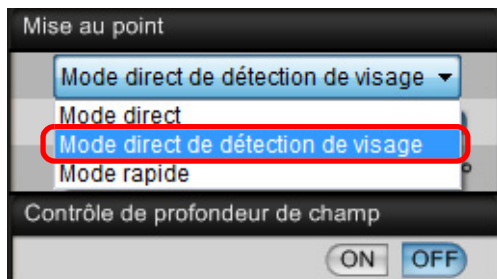 Mise au point
Mode direct de détection de visage
Mode direct
Mode direct de détection de visage
Mode rapide
Contrôle de profondeur de champ
ON OFF